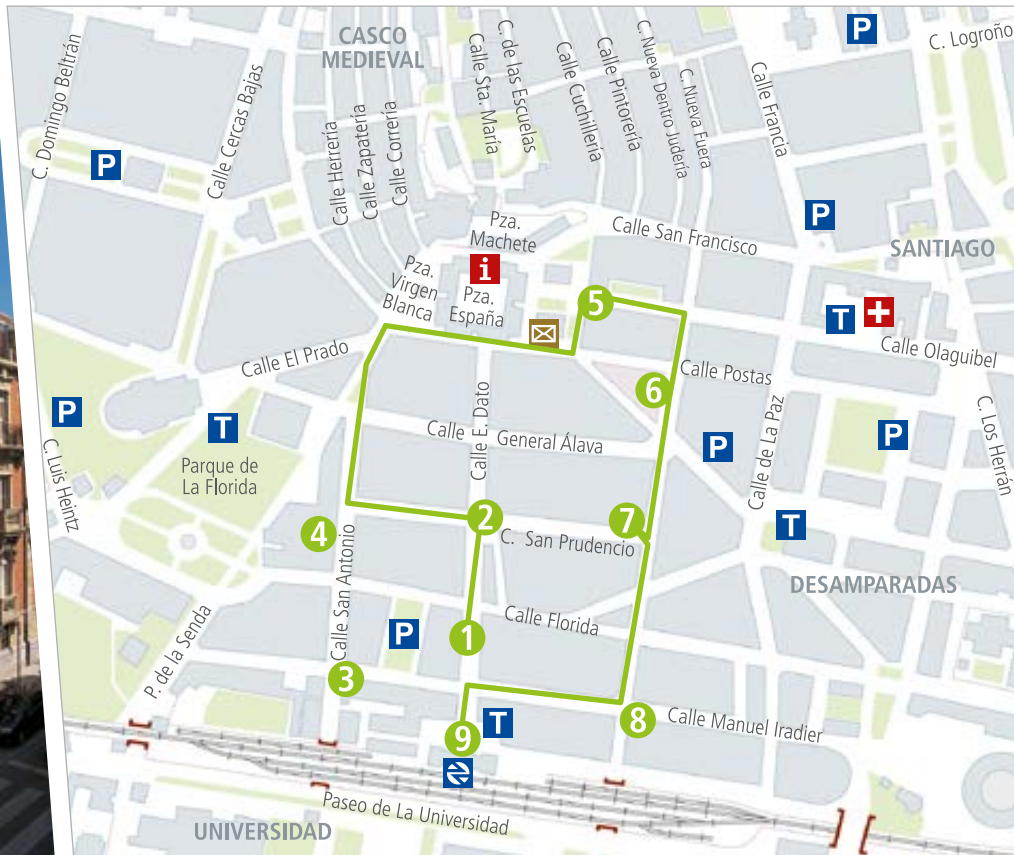 CASCO
MEDIEVAL
C. de las Escuelas
Calle Sta. María
Calle Cuchillería
Calle Pintorería
C. Nueva Dentro Judería
C. Nueva Fuera
Calle Francia
P
C. Logroño
C. Domingo Beltrán
Calle Cercas Bajas
Calle Herrería
Calle Zapatería
Calle Correría
P
P
Pza.
Machete
Calle San Francisco
SANTIAGO
i
Pza.
Virgen
Blanca
Pza.
España
5
T
Calle El Prado
Calle Olaguibel
Calle Postas
6
P
T
Calle E. Dato
Calle General Álava
P
P
C. Luis Heintz
Parque de
La Florida
Calle de La Paz
C. Los Herrán
4
2
7
C. San Prudencio
T
Calle San Antonio
DESAMPARADAS
P
1
Calle Florida
P. de la Senda
3
9
T
8
Calle Manuel Iradier
Paseo de La Universidad
UNIVERSIDAD